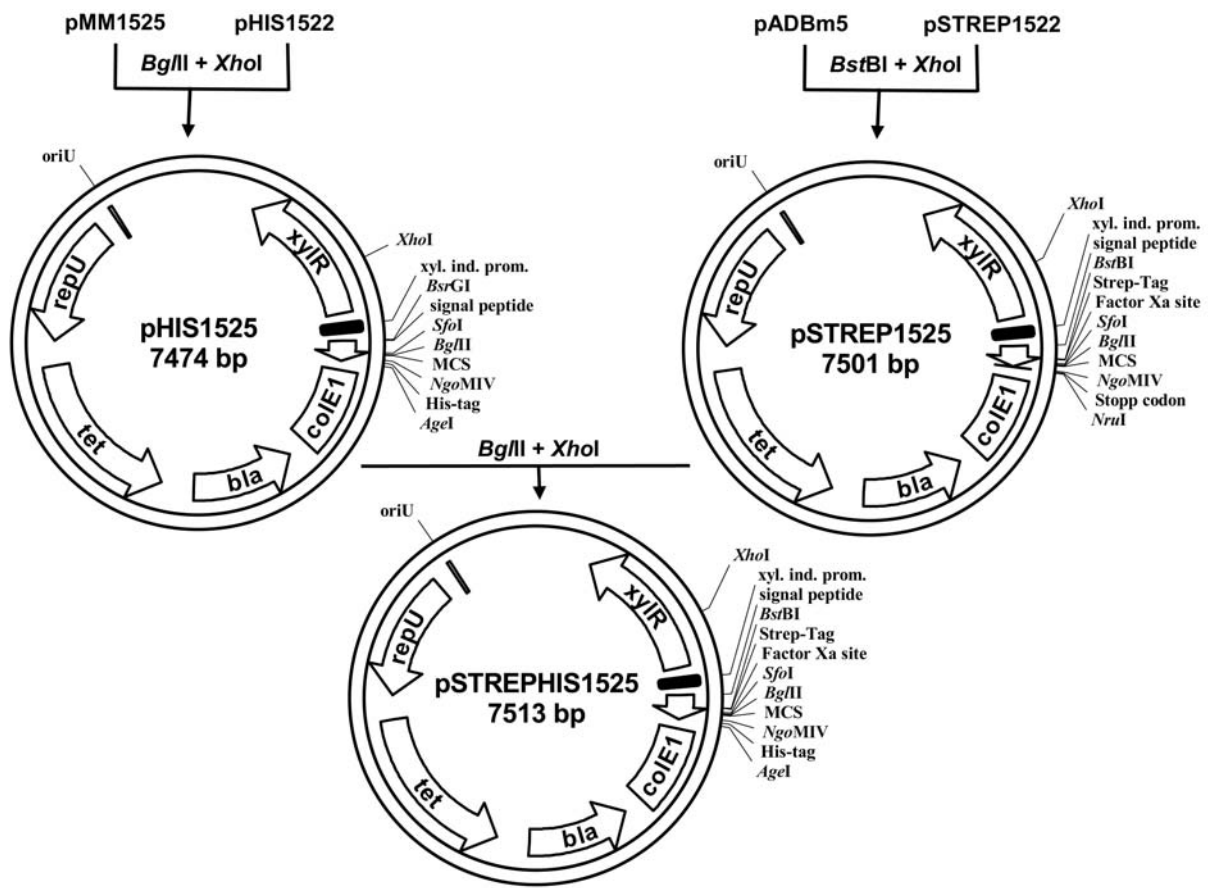 pMM1525 pHIS1522
BglII + XhoI
oriU
XhoI
xyl. ind. prom.
BsrGI
signal peptide
SfoI
BglII
MCS
NgoMIV
His-tag
AgeI
repU
xylR
pHIS1525
7474 bp
tet
bla
colE1
pADBm5 pSTREP1522
BstBI + XhoI
oriU
XhoI
xyl. ind. prom.
signal peptide
BstBI
Strep-Tag
Factor Xa site
SfoI
BglII
MCS
NgoMIV
Stopp codon
NruI
repU
xylR
pSTREP1525
7501 bp
tet
bla
colE1
BglII + XhoI
oriU
XhoI
xyl. ind. prom.
signal peptide
BstBI
Strep-Tag
Factor Xa site
SfoI
BglII
MCS
NgoMIV
His-tag
AgeI
repU
xylR
pSTREPHIS1525
7513 bp
tet
bla
colE1